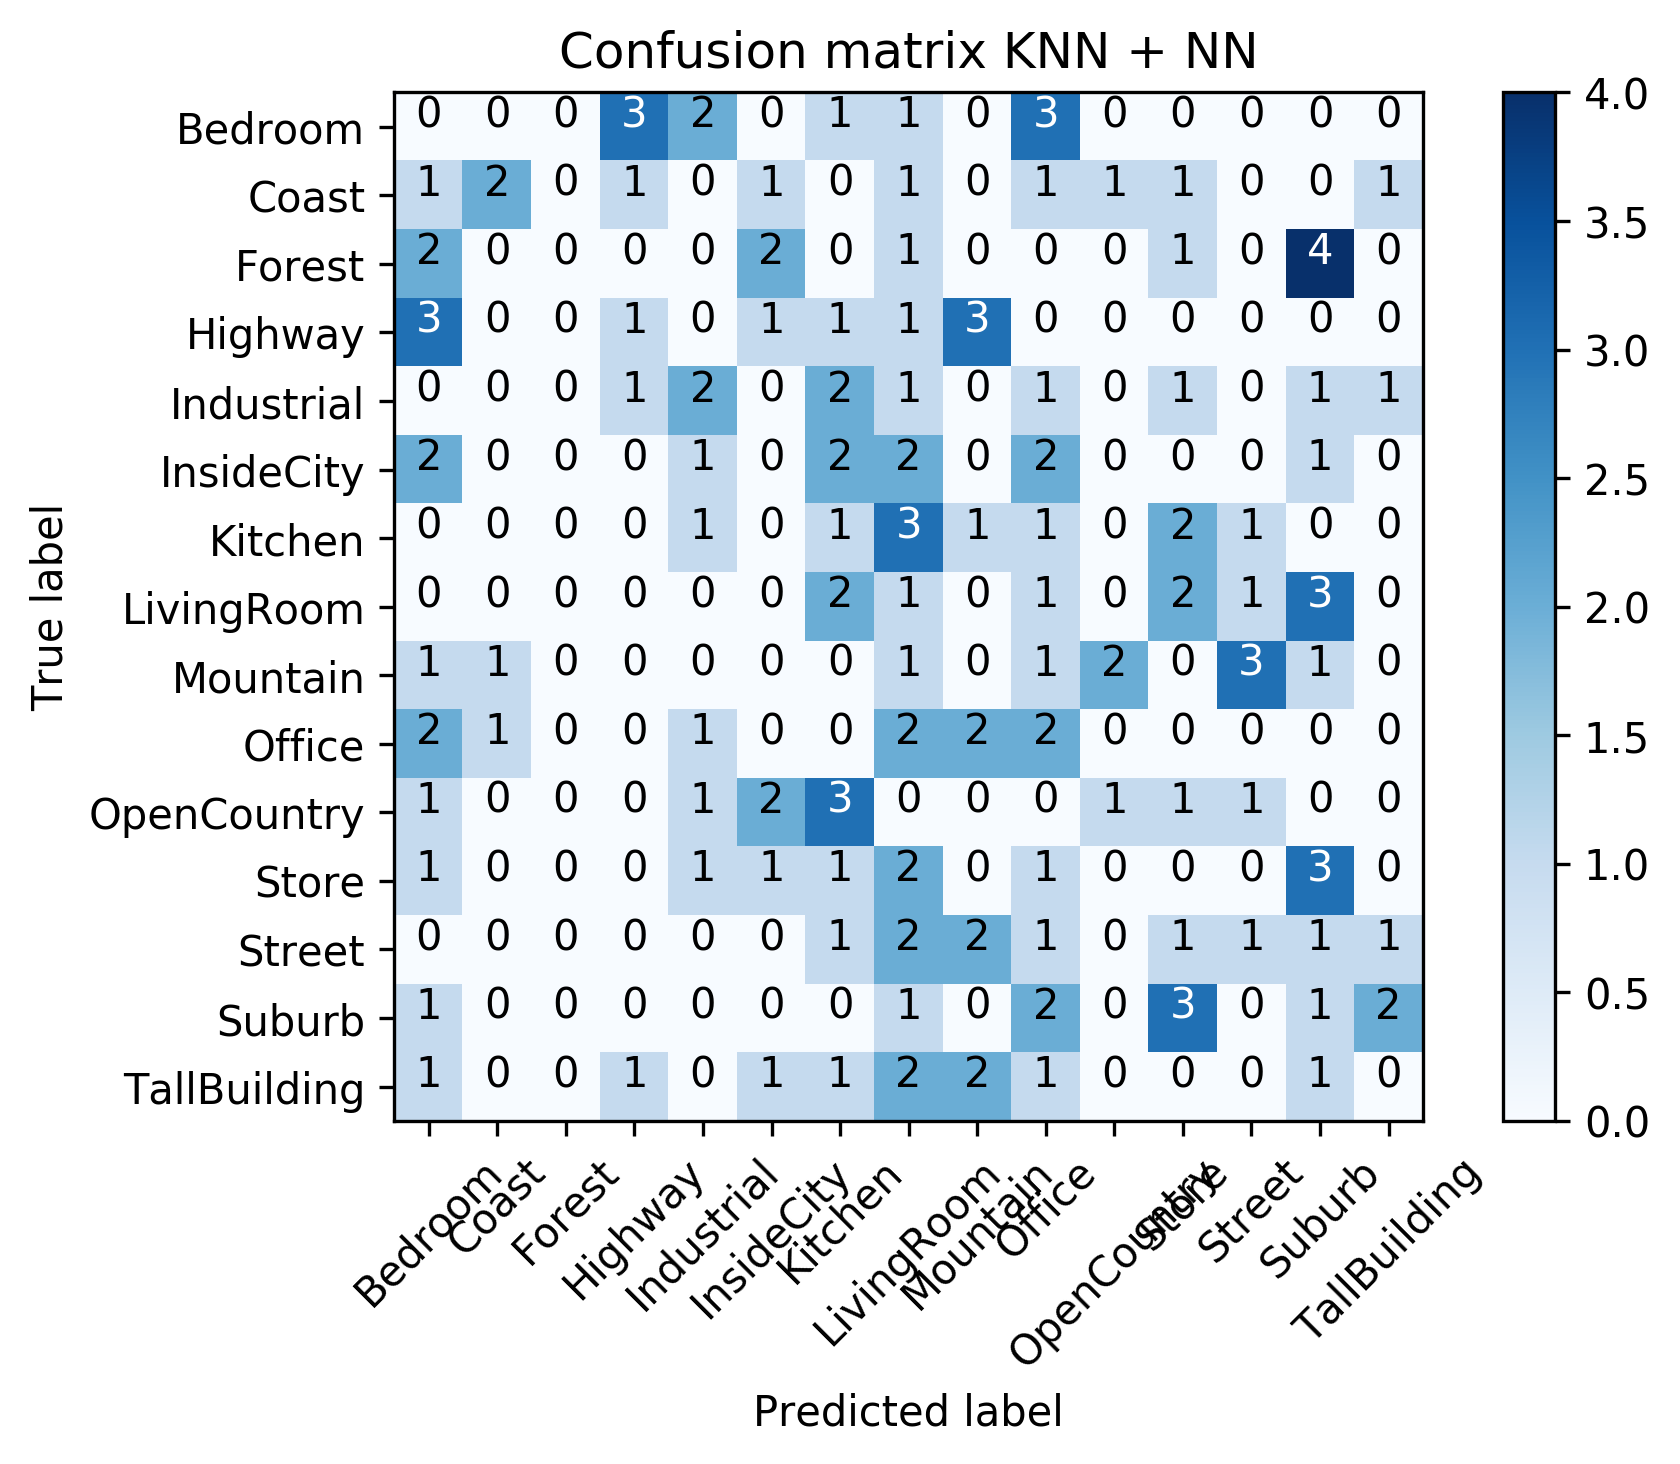 Confusion matrix KNN + NN
Bedroom 0 0 0 3 2 0 1 1 0 3 0 0 0 0 0
Coast 1 2 0 1 0 1 0 1 0 1 1 1 0 0 1
Forest 2 0 0 0 0 2 0 1 0 0 0 1 0 4 0
Highway 3 0 0 1 0 1 1 1 3 0 0 0 0 0 0
Industrial 0 0 0 1 2 0 2 1 0 1 0 1 0 1 1
InsideCity 2 0 0 0 1 0 2 2 0 2 0 0 0 1 0
Kitchen 0 0 0 0 1 0 1 3 1 1 0 2 1 0 0
LivingRoom 0 0 0 0 0 0 2 1 0 1 0 2 1 3 0
Mountain 1 1 0 0 0 0 0 1 0 1 2 0 3 1 0
Office 2 1 0 0 1 0 0 2 2 2 0 0 0 0 0
OpenCountry 1 0 0 0 1 2 3 0 0 0 1 1 1 0 0
Store 1 0 0 0 1 1 1 2 0 1 0 0 0 3 0
Street 0 0 0 0 0 0 1 2 2 1 0 1 1 1 1
Suburb 1 0 0 0 0 0 0 1 0 2 0 3 0 1 2
TallBuilding 1 0 0 1 0 1 1 2 2 1 0 0 0 1 0
True label
Bedroom
Coast
Forest
Highway
Industrial
InsideCity
Kitchen
LivingRoom
Mountain
Office
OpenCountry
Store
Street
Suburb
TallBuilding
Predicted label
4.0
3.5
3.0
2.5
2.0
1.5
1.0
0.5
0.0